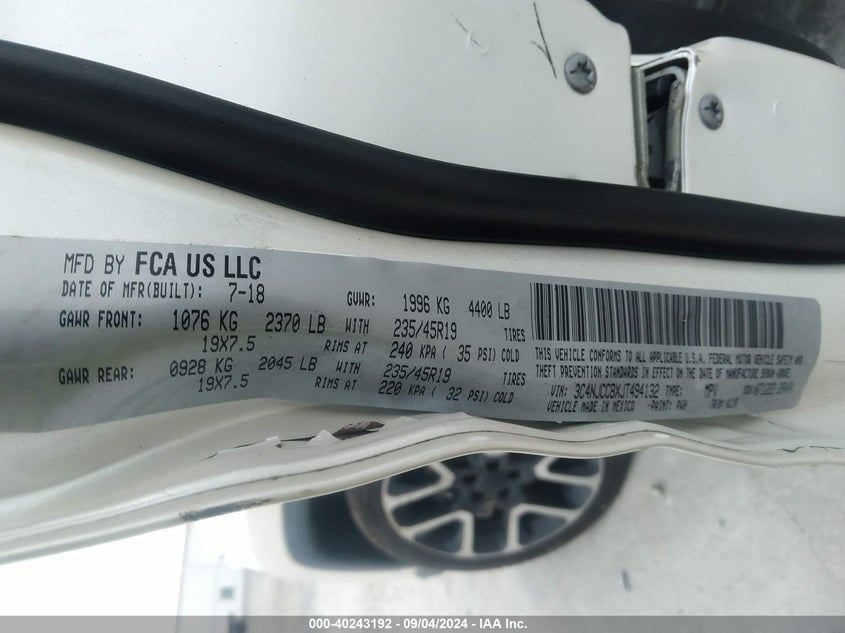 MFD BY FCA US LLC
DATE OF MFR(BUILT): 7-18 GVWR: 1996 KG 4400 LB
GAWR FRONT: 1076 KG 2370 LB WITH 235/45R19 TIRES
19X7.5 RIMS AT 240 KPA ( 35 PSI) COLD
GAWR REAR: 0928 KG 2045 LB WITH 235/45R19 TIRES
19X7.5 RIMS AT 220 KPA ( 32 PSI) COLD
THIS VEHICLE CONFORMS TO ALL APPLICABLE U.S.A. FEDERAL MOTOR VEHICLE SAFETY AND
THEFT PREVENTION STANDARDS IN EFFECT ON THE DATE OF MANUFACTURE SHOWN ABOVE
VIN: 3C4NJCCBXJT494132 TYPE: MPV
VEHICLE MADE IN MEXICO PAINT: PAW TRIM:
000-40243192 - 09/04/2024 - IAA Inc.